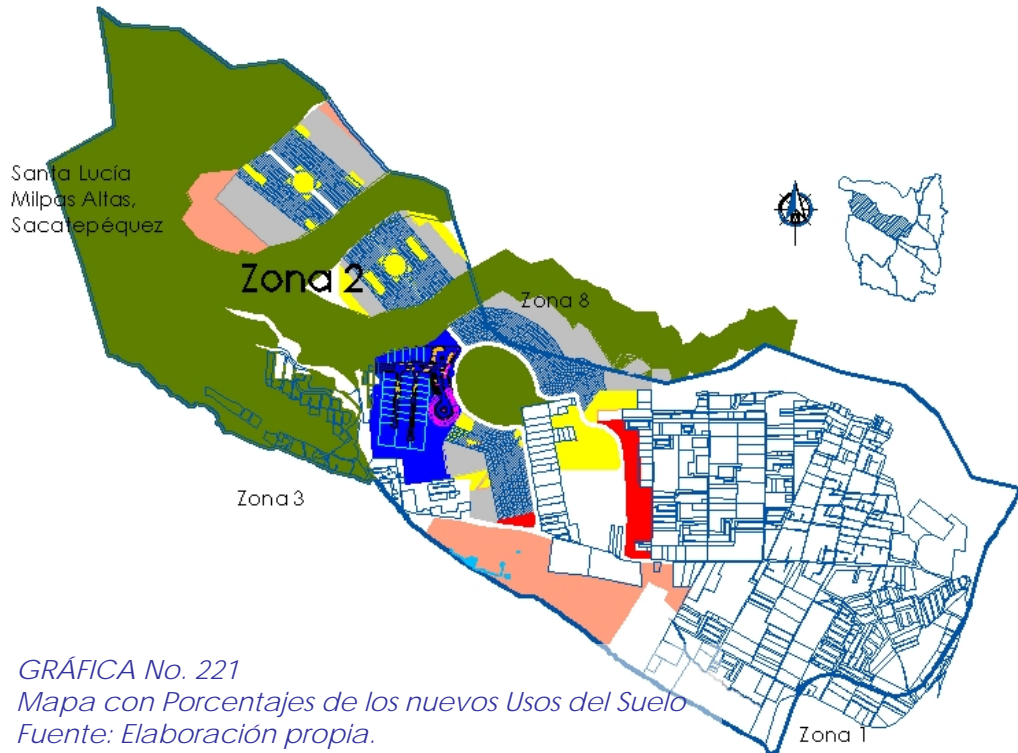 Santa Lucía
Milpas Altas,
Sacatepéquez
Zona 2
Zona 8
Zona 3
Zona 1
GRÁFICA No. 221
Mapa con Porcentajes de los nuevos Usos del Suelo
Fuente: Elaboración propia.